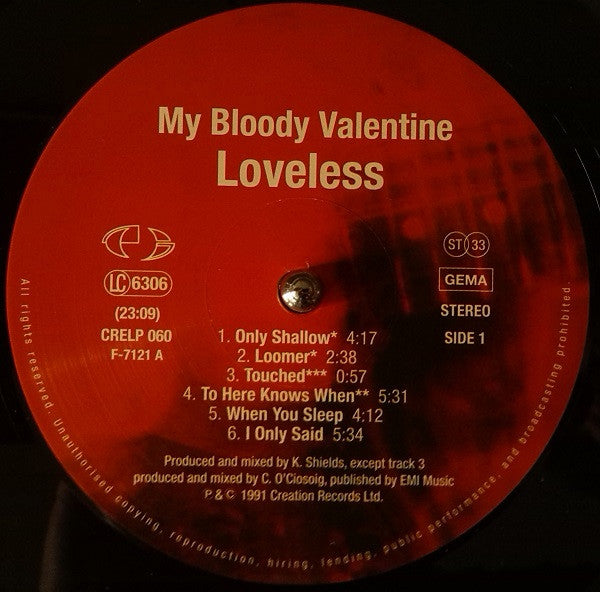 My Bloody Valentine
Loveless
LC 6306
(23:09)
CRELP 060
F-7121 A
ST 33
GEMA
STEREO
SIDE 1
1. Only Shallow* 4:17
2. Loomer* 2:38
3. Touched*** 0:57
4. To Here Knows When** 5:31
5. When You Sleep 4:12
6. I Only Said 5:34
Produced and mixed by K. Shields, except track 3
produced and mixed by C. O'Ciosoig, published by EMI Music
P & © 1991 Creation Records Ltd.
All rights reserved. Unauthorised copying, reproduction, hiring, lending, public performance, and broadcasting prohibited.